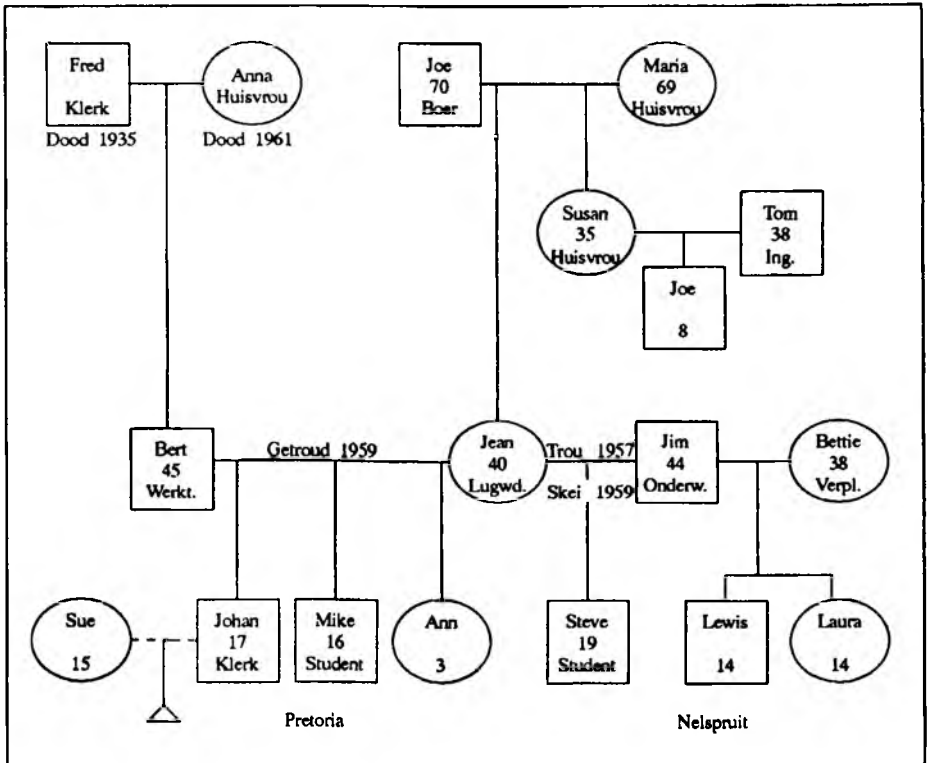 Fred
Klerk
Dood 1935
Anna
Huisvrou
Dood 1961
Joe
70
Boer
Maria
69
Huisvrou
Susan
35
Huisvrou
Tom
38
Ing.
Joe
8
Bert
45
Werkt.
Getroud 1959
Jean
40
Lugwd.
Trou 1957
Skei 1959
Jim
44
Onderw.
Bettie
38
Verpl.
Sue
15
Johan
17
Klerk
Mike
16
Student
Ann
3
Steve
19
Student
Lewis
14
Laura
14
Pretoria
Nelspruit